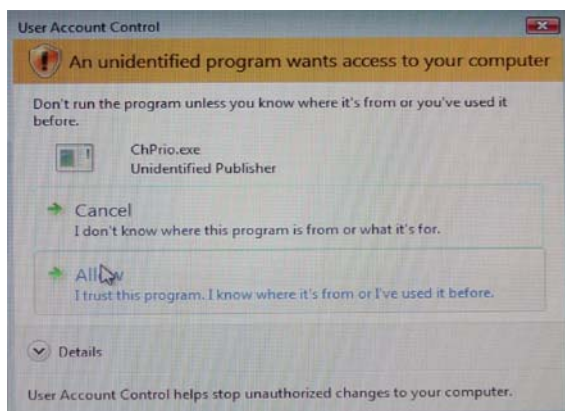 User Account Control
An unidentified program wants access to your computer
Don't run the program unless you know where it's from or you've used it
before.
ChPrio.exe
Unidentified Publisher
Cancel
I don't know where this program is from or what it's for.
Allow
I trust this program. I know where it's from or I've used it before.
Details
User Account Control helps stop unauthorized changes to your computer.